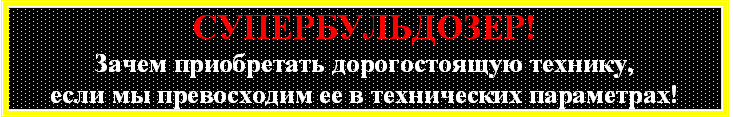 СУПЕРБУЛЬДОЗЕР!
Зачем приобретать дорогостоящую технику,
если мы превосходим ее в технических параметрах!